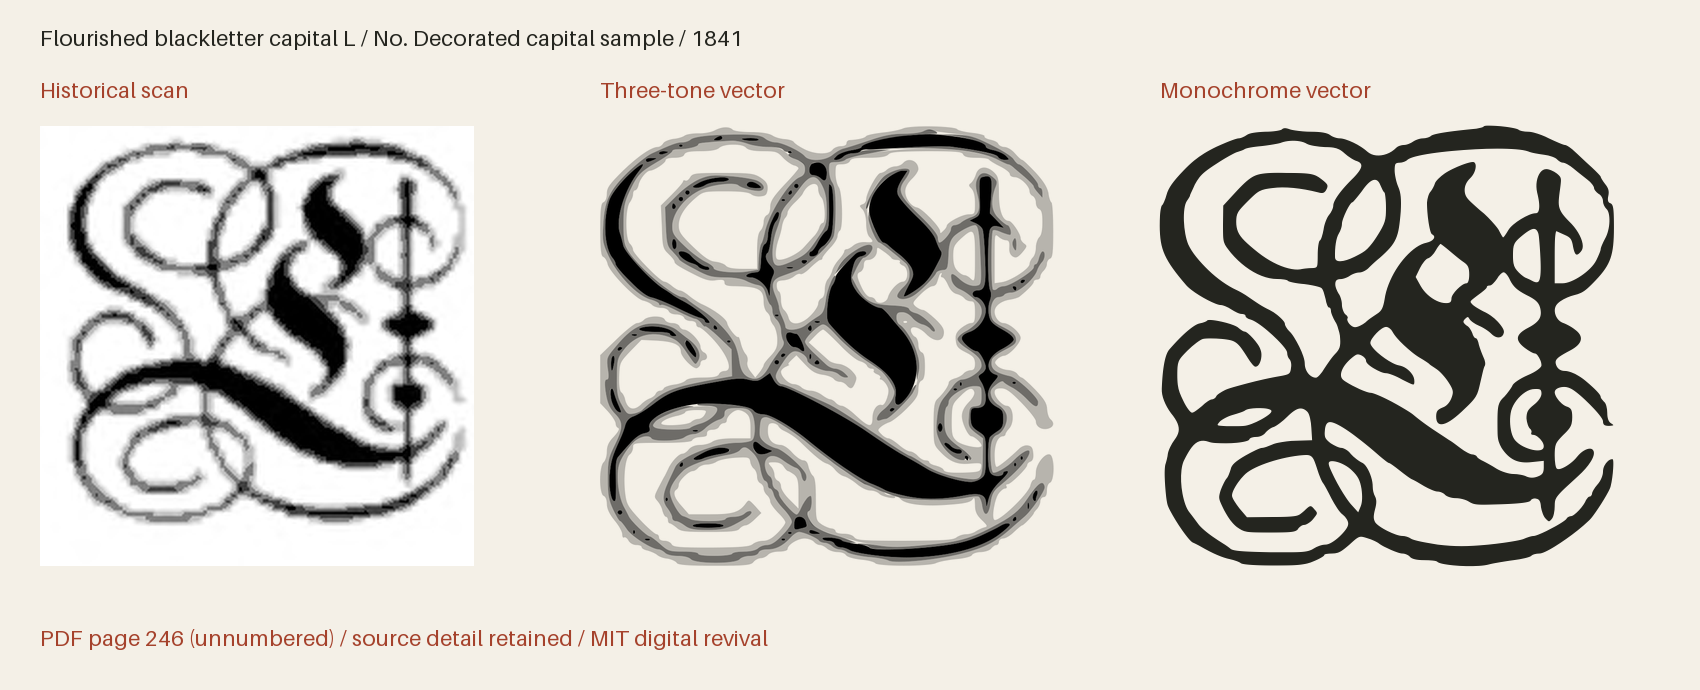 Flourished blackletter capital L / No. Decorated capital sample / 1841
Historical scan
Three-tone vector
Monochrome vector
L
L
L
PDF page 246 (unnumbered) / source detail retained / MIT digital revival